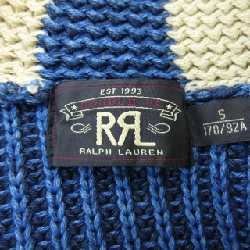 EST 1993
RRL
RALPH LAUREN
S
170/92A